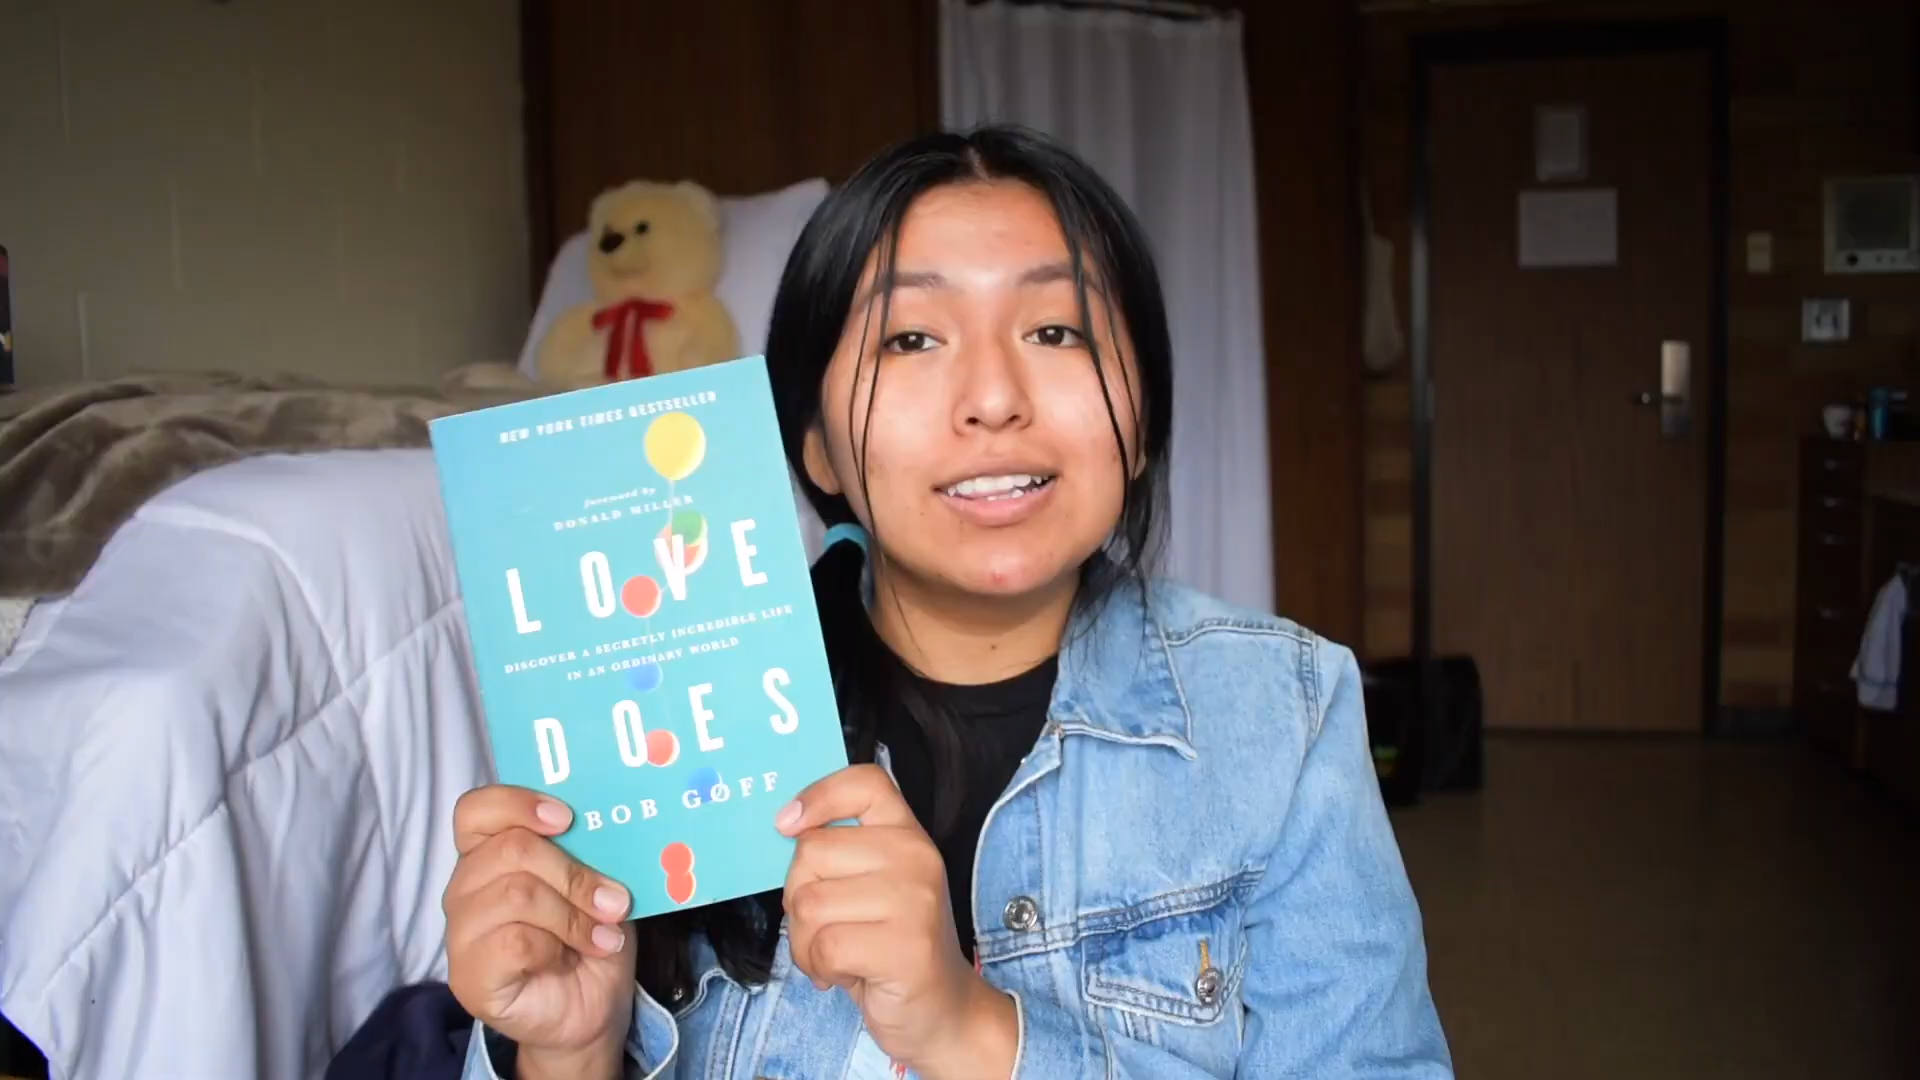 NEW YORK TIMES BESTSELLER
foreword by
DONALD MILLER
LOVE
DISCOVER A SECRETLY INCREDIBLE LIFE
IN AN ORDINARY WORLD
DOES
BOB GOFF